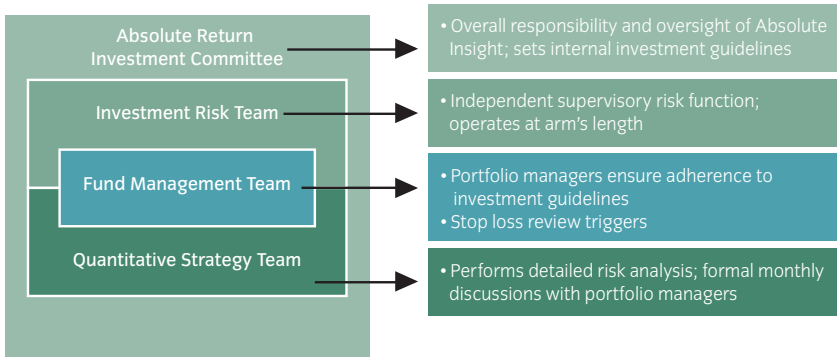 Absolute Return
Investment Committee
• Overall responsibility and oversight of Absolute
Insight; sets internal investment guidelines
Investment Risk Team
• Independent supervisory risk function;
operates at arm's length
Fund Management Team
• Portfolio managers ensure adherence to
investment guidelines
• Stop loss review triggers
Quantitative Strategy Team
• Performs detailed risk analysis; formal monthly
discussions with portfolio managers